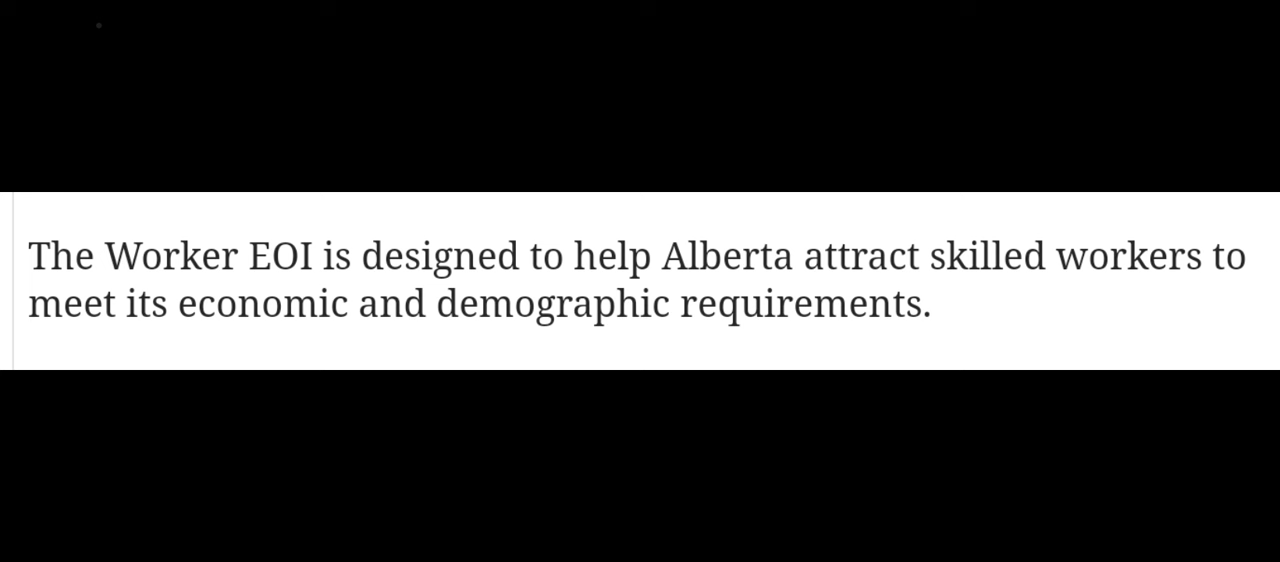 The Worker EOI is designed to help Alberta attract skilled workers to
meet its economic and demographic requirements.